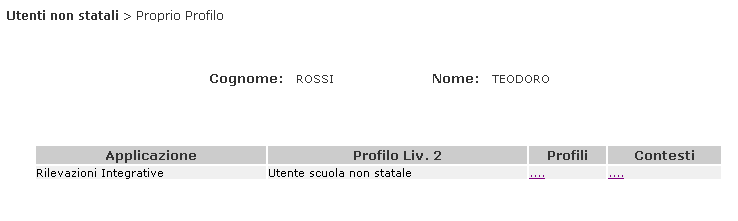 Utenti non statali > Proprio Profilo
Cognome: ROSSI Nome: TEODORO
Applicazione Profilo Liv. 2 Profili Contesti
Rilevazioni Integrative Utente scuola non statale .... ....